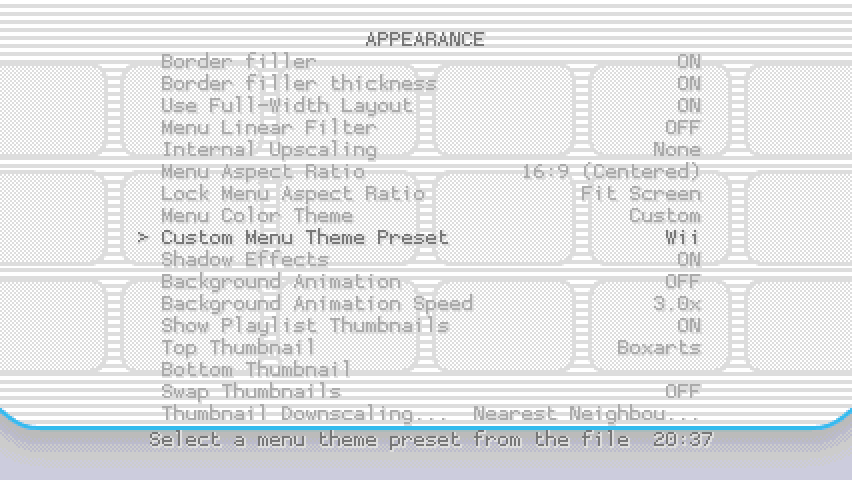 APPEARANCE
Border filler ON
Border filler thickness ON
Use Full-Width Layout ON
Menu Linear Filter OFF
Internal Upscaling None
Menu Aspect Ratio 16:9 (Centered)
Lock Menu Aspect Ratio Fit Screen
Menu Color Theme Custom
> Custom Menu Theme Preset Wii
Shadow Effects ON
Background Animation OFF
Background Animation Speed 3.0x
Show Playlist Thumbnails ON
Top Thumbnail Boxarts
Bottom Thumbnail
Swap Thumbnails OFF
Thumbnail Downscaling... Nearest Neighbou...
Select a menu theme preset from the file 20:37